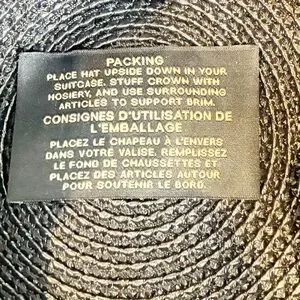 PACKING
PLACE HAT UPSIDE DOWN IN YOUR
SUITCASE. STUFF CROWN WITH
HOSIERY, AND USE SURROUNDING
ARTICLES TO SUPPORT BRIM.
CONSIGNES D'UTILISATION DE
L'EMBALLAGE
PLACEZ LE CHAPEAU À L'ENVERS
DANS VOTRE VALISE. REMPLISSEZ
LE FOND DE CHAUSSETTES ET
PLACEZ DES ARTICLES AUTOUR
POUR SOUTENIR LE BORD.